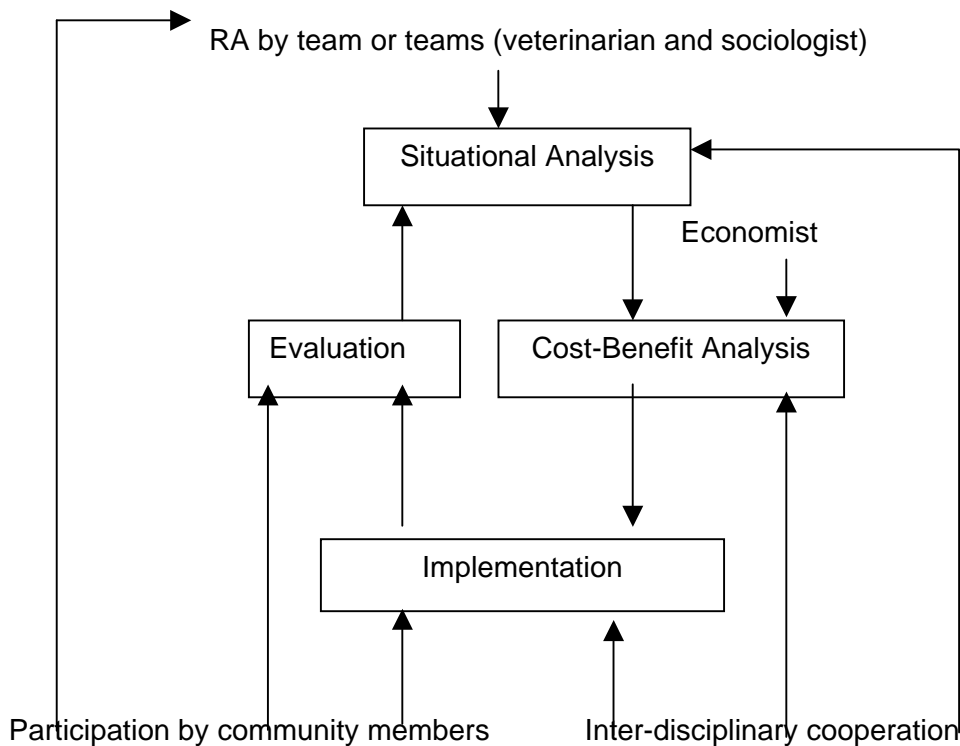 RA by team or teams (veterinarian and sociologist)
Situational Analysis
Economist
Evaluation
Cost-Benefit Analysis
Implementation
Participation by community members
Inter-disciplinary cooperation